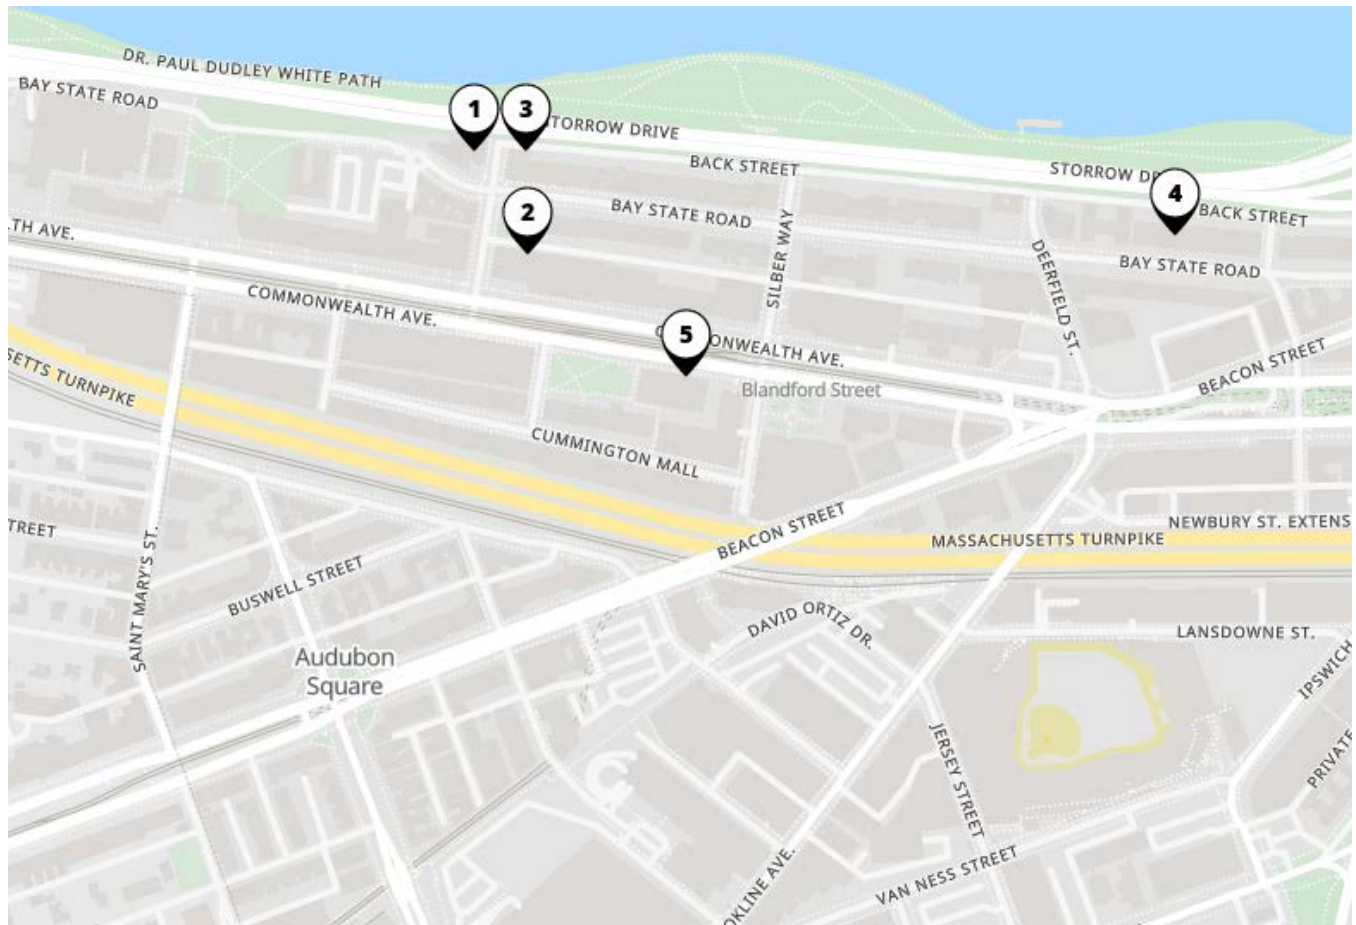 DR. PAUL DUDLEY WHITE PATH
BAY STATE ROAD
1
3
TORROW DRIVE
BACK STREET
STORROW DR
4
BACK STREET
2
BAY STATE ROAD
SILBER WAY
DEERFIELD ST.
BAY STATE ROAD
TH AVE.
COMMONWEALTH AVE.
5
ONWEALTH AVE.
Blandford Street
BEACON STREET
SETTS TURNPIKE
CUMMINGTON MALL
BEACON STREET
NEWBURY ST. EXTENS
MASSACHUSETTS TURNPIKE
TREET
SAINT MARY'S ST.
BUSWELL STREET
DAVID ORTIZ DR.
LANSDOWNE ST.
Audubon
Square
IPSWICH
JERSEY STREET
PRIVATE
OKLINE AVE.
VAN NESS STREET